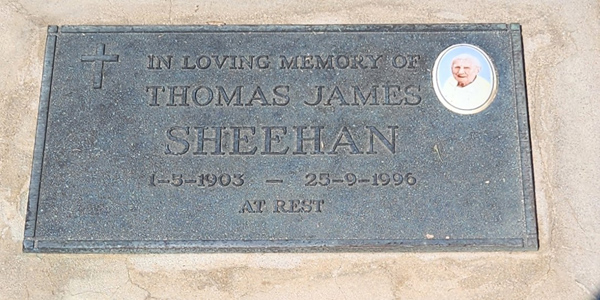 IN LOVING MEMORY OF
THOMAS JAMES
SHEEHAN
1-5-1903 — 25-9-1996
AT REST